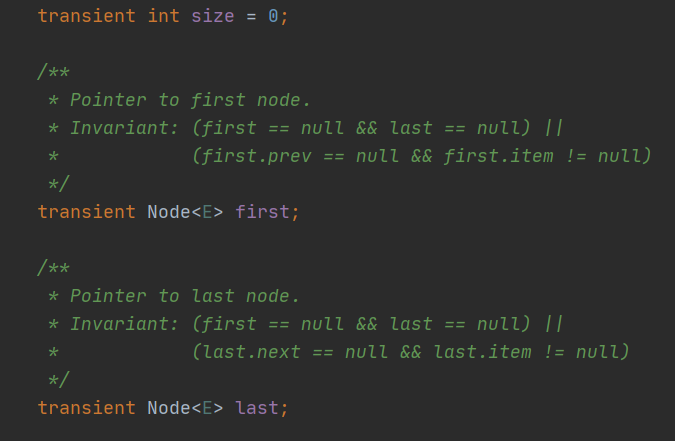 transient int size = 0;
/**
* Pointer to first node.
* Invariant: (first == null && last == null) ||
*            (first.prev == null && first.item != null)
*/
transient Node<E> first;
/**
* Pointer to last node.
* Invariant: (first == null && last == null) ||
*            (last.next == null && last.item != null)
*/
transient Node<E> last;